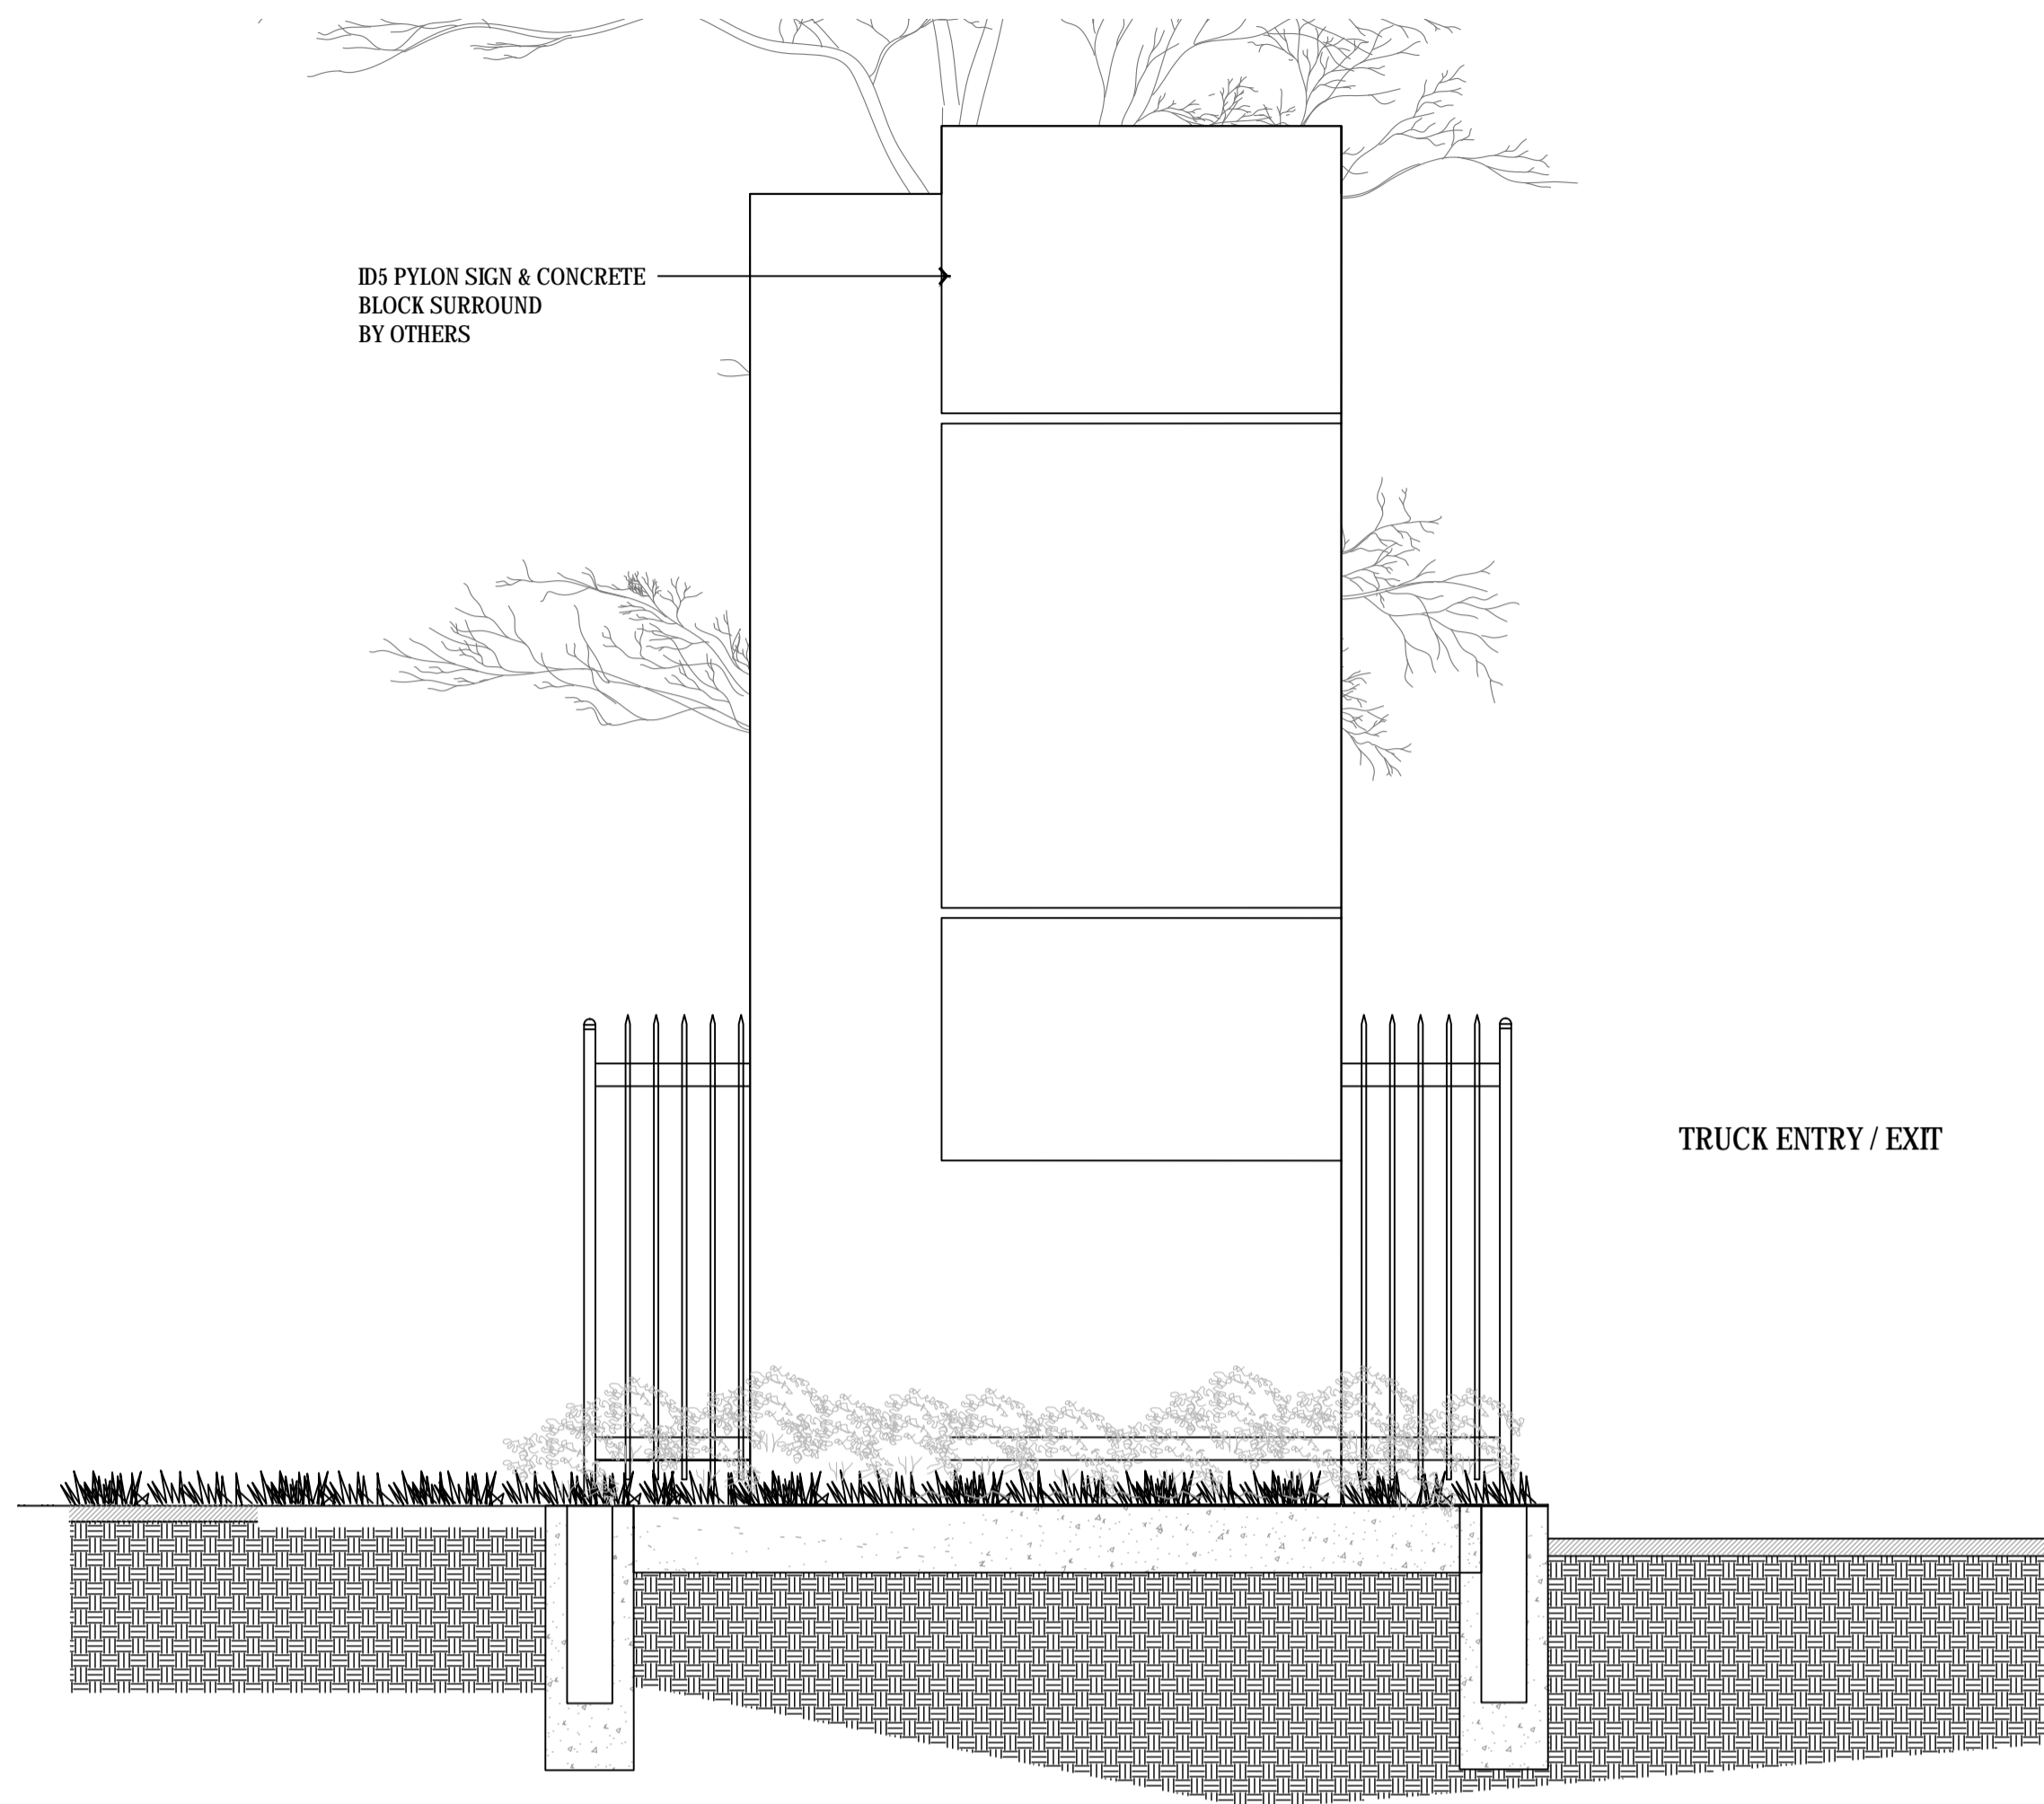 ID5 PYLON SIGN & CONCRETE
BLOCK SURROUND
BY OTHERS
TRUCK ENTRY / EXIT